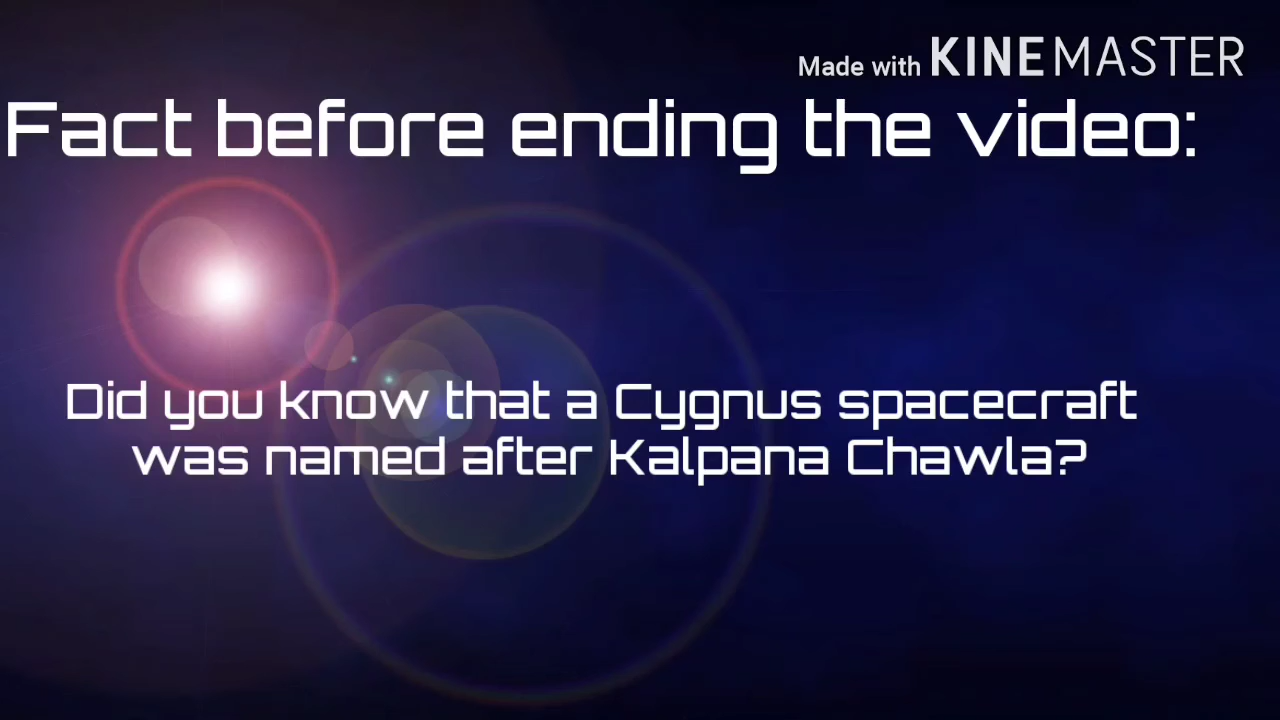 Made with KINEMASTER
Fact before ending the video:
Did you know that a Cygnus spacecraft
was named after Kalpana Chawla?